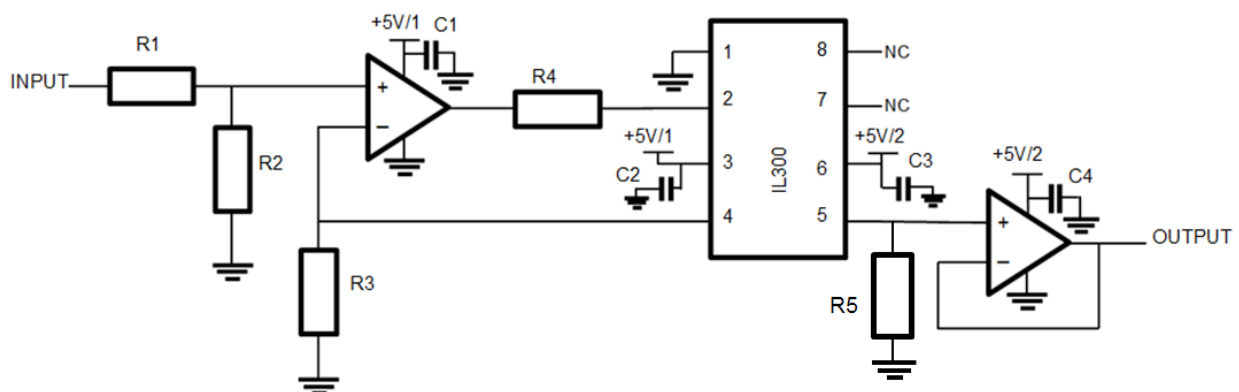 +5V/1
C1
R1
INPUT
+
−
R2
R4
1
8
NC
2
7
NC
+5V/1
3
C2
IL300
+5V/2
6
C3
4
5
+5V/2
C4
+
−
OUTPUT
R3
R5